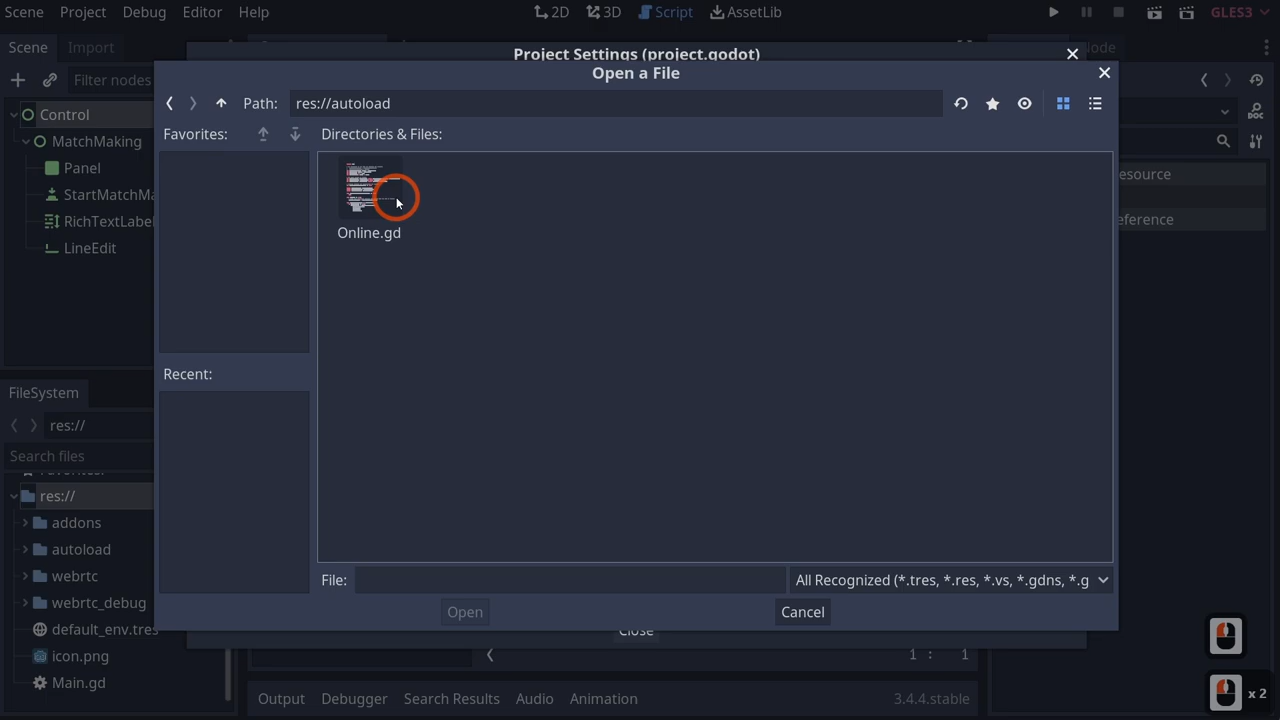 Scene Project Debug Editor Help 2D 3D Script AssetLib GLES3
Scene Import Node
Project Settings (project.godot)
Open a File
Filter nodes
Path: res://autoload
Favorites: Directories & Files:
Control
MatchMaking
Panel
StartMatchMa
RichTextLabel
LineEdit
esource
eference
Online.gd
Recent:
FileSystem
res://
Search files
Favorites:
res://
addons
autoload
webrtc
webrtc_debug
default_env.tres
icon.png
Main.gd
File: All Recognized (*.tres, *.res, *.vs, *.gdns, *.g
Open Cancel
Close
1 : 1
Output Debugger Search Results Audio Animation 3.4.4.stable
x 2